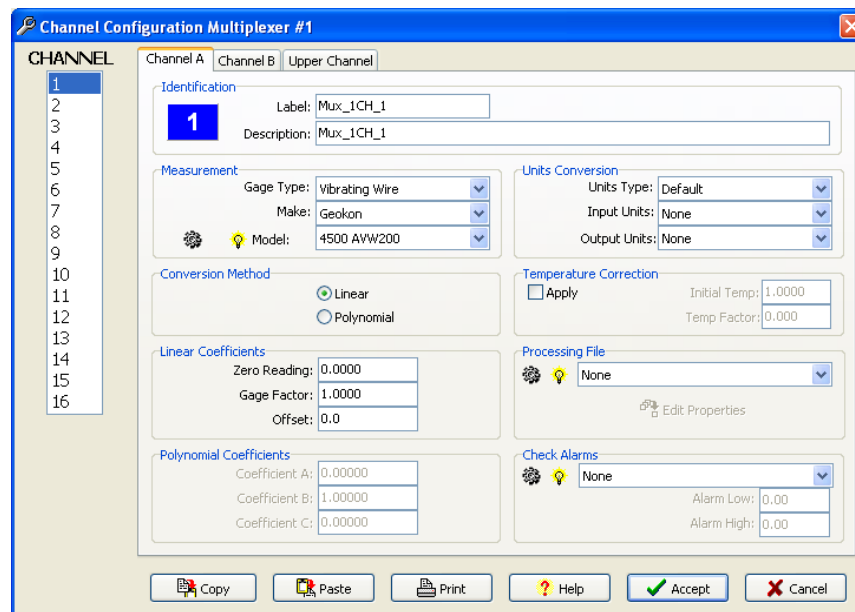 Channel Configuration Multiplexer #1
CHANNEL
1
2
3
4
5
6
7
8
9
10
11
12
13
14
15
16
Channel A Channel B Upper Channel
Identification
1
Label: Mux_1CH_1
Description: Mux_1CH_1
Measurement
Gage Type: Vibrating Wire
Make: Geokon
Model: 4500 AVW200
Units Conversion
Units Type: Default
Input Units: None
Output Units: None
Conversion Method
Linear
Polynomial
Temperature Correction
Apply
Initial Temp: 1.0000
Temp Factor: 0.000
Linear Coefficients
Zero Reading: 0.0000
Gage Factor: 1.0000
Offset: 0.0
Processing File
None
Edit Properties
Polynomial Coefficients
Coefficient A: 0.00000
Coefficient B: 1.00000
Coefficient C: 0.00000
Check Alarms
None
Alarm Low: 0.00
Alarm High: 0.00
Copy Paste Print ? Help Accept Cancel